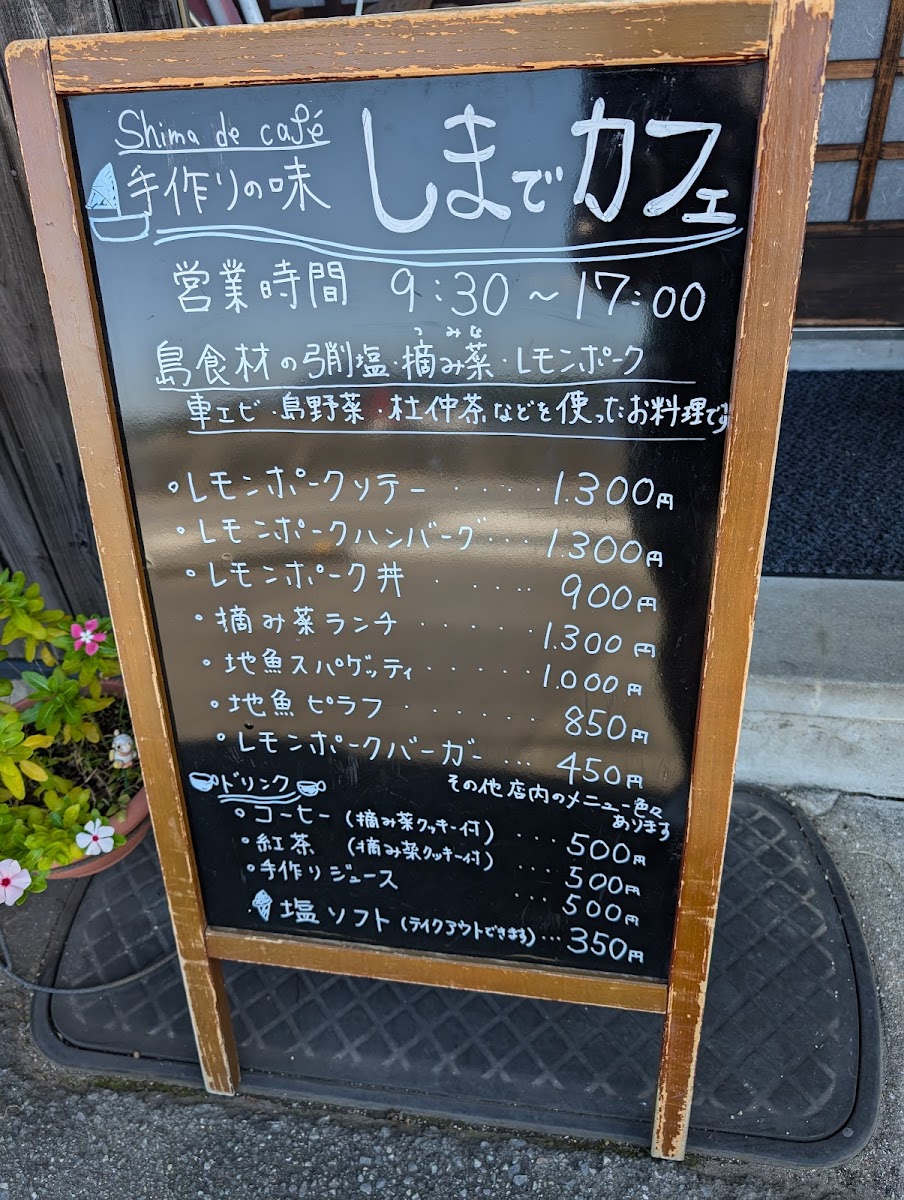 Shima de café
手作りの味
しまでカフェ
営業時間 9:30～17:00
つみな
島食材の弓削塩・摘み菜・レモンポーク
車エビ・島野菜・杜仲茶などを使ったお料理です
・レモンポークソテー ・・・・・ 1.300円
・レモンポークハンバーグ ・・・ 1.300円
・レモンポーク丼 ・ ・・・・ 900円
・摘み菜ランチ ・・・・・ 1.300円
・地魚スパゲッティ ・・・・・ 1.000円
・地魚ピラフ ・・・・・ 850円
・レモンポークバーガー ・・・ 450円
その他店内のメニュー色々
あります
ドリンク
・コーヒー (摘み菜クッキー付) ・・・ 500円
・紅茶 (摘み菜クッキー付) ・・・ 500円
・手作りジュース ・・・ 500円
塩ソフト (テイクアウトできます) ・・・ 350円